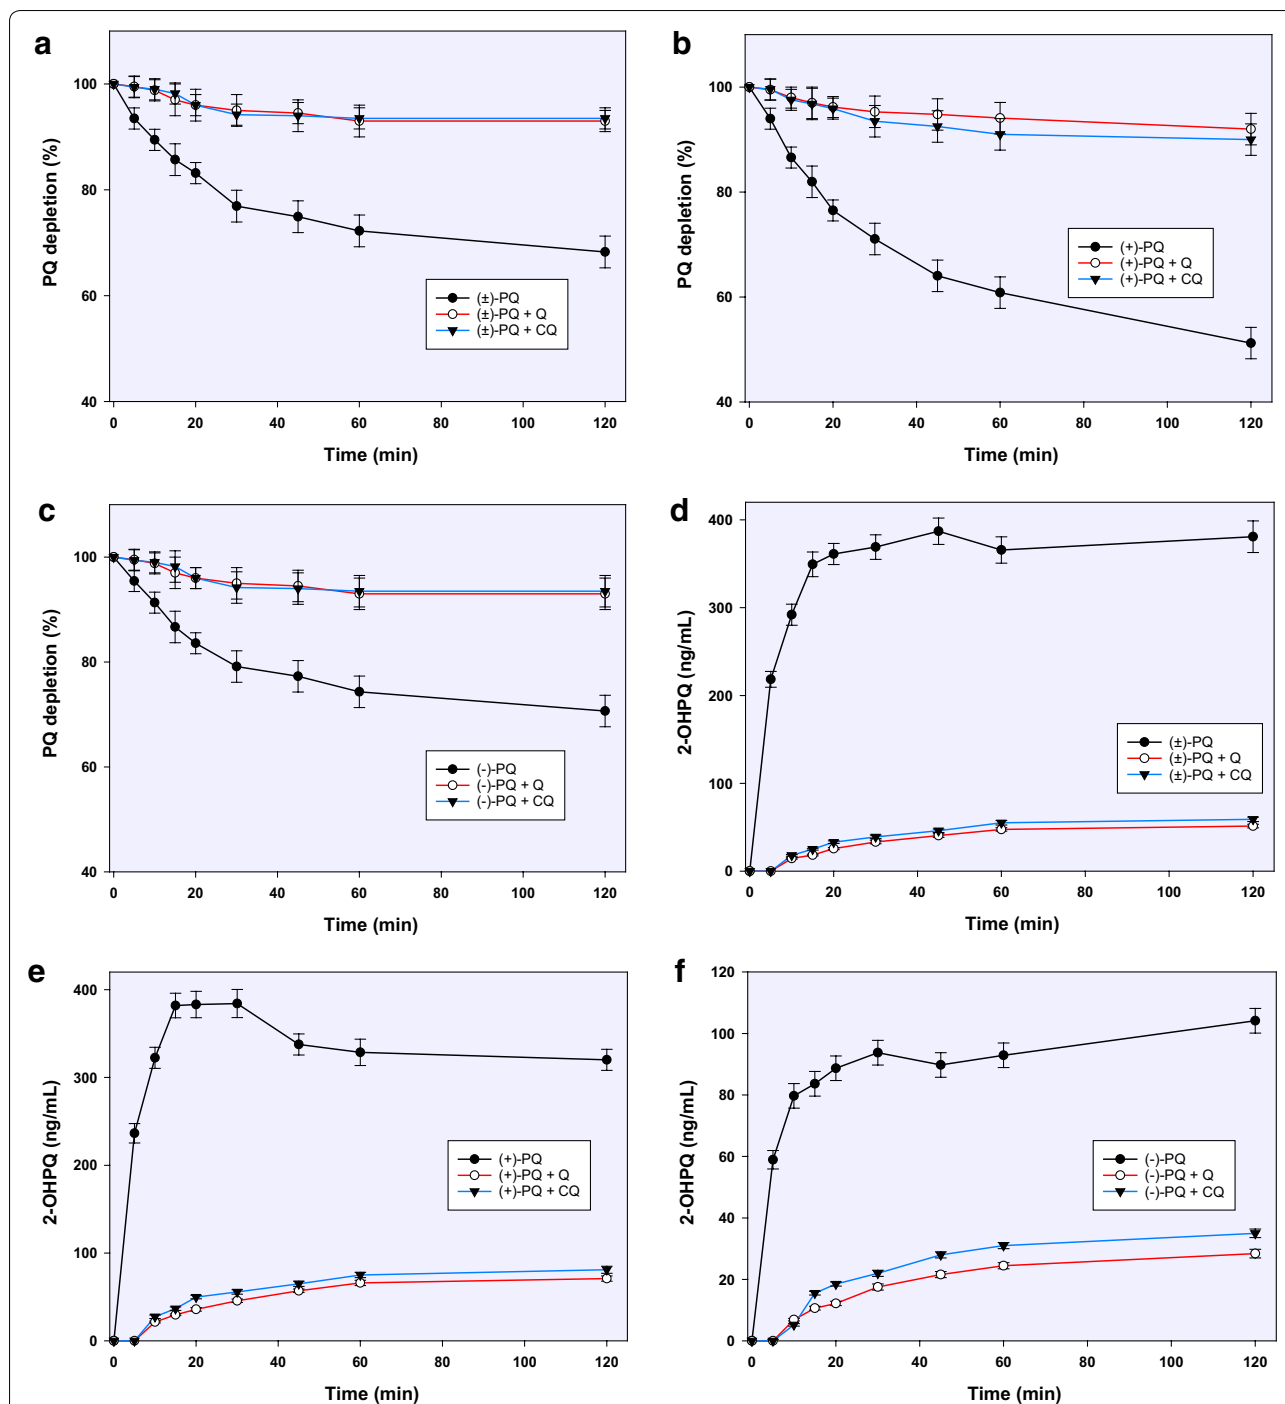 a
100
80
60
40
PQ depletion (%)
(±)-PQ
(±)-PQ + Q
(±)-PQ + CQ
0 20 40 60 80 100 120
Time (min)
b
100
80
60
40
PQ depletion (%)
(+)-PQ
(+)-PQ + Q
(+)-PQ + CQ
0 20 40 60 80 100 120
Time (min)
c
100
80
60
40
PQ depletion (%)
(-)-PQ
(-)-PQ + Q
(-)-PQ + CQ
0 20 40 60 80 100 120
Time (min)
d
400
300
200
100
0
2-OHPQ (ng/mL)
(±)-PQ
(±)-PQ + Q
(±)-PQ + CQ
0 20 40 60 80 100 120
Time (min)
e
400
300
200
100
0
2-OHPQ (ng/mL)
(+)-PQ
(+)-PQ + Q
(+)-PQ + CQ
0 20 40 60 80 100 120
Time (min)
f
120
100
80
60
40
20
0
2-OHPQ (ng/mL)
(-)-PQ
(-)-PQ + Q
(-)-PQ + CQ
0 20 40 60 80 100 120
Time (min)